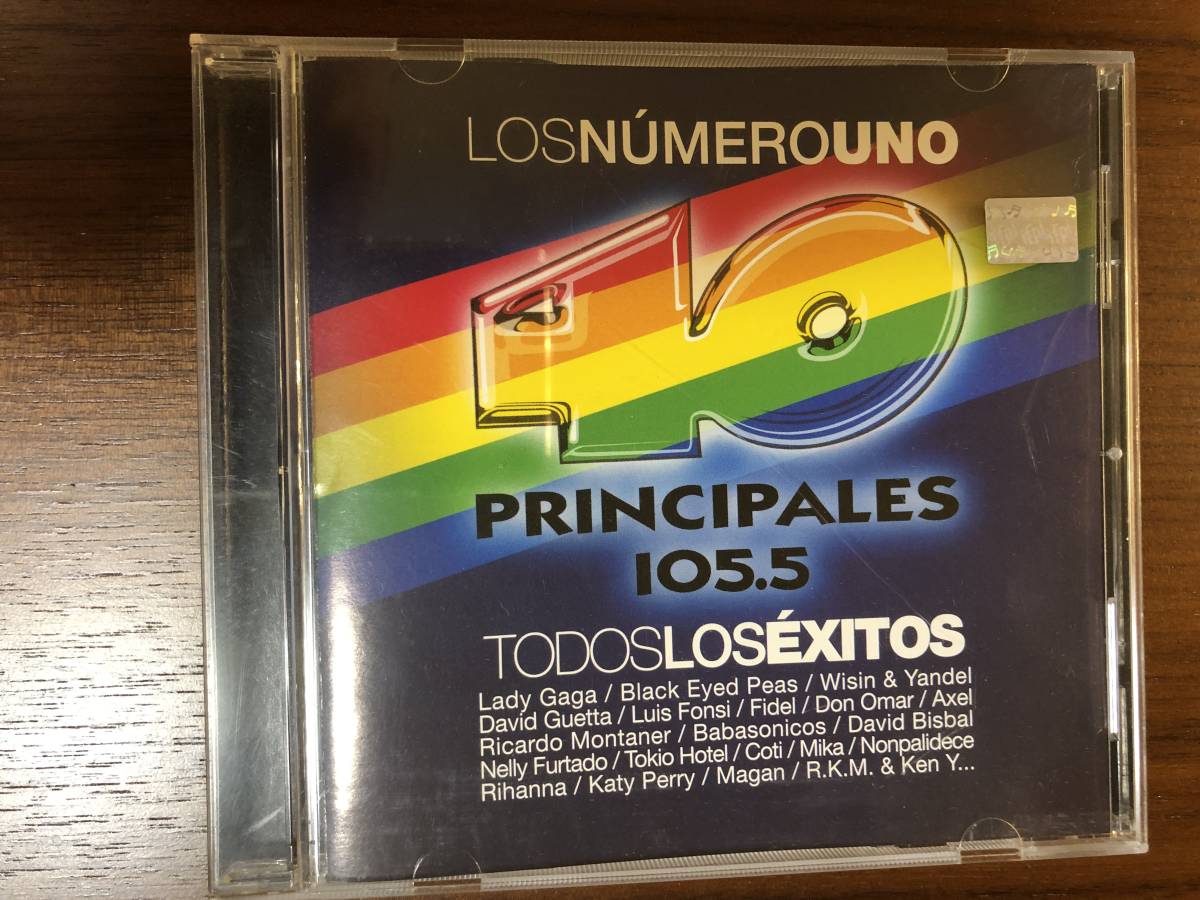 LOSNÚMEROUNO
40
PRINCIPALES
105.5
TODOSLOSÉXITOS
Lady Gaga / Black Eyed Peas / Wisin & Yandel
David Guetta / Luis Fonsi / Fidel / Don Omar / Axel
Ricardo Montaner / Babasonicos / David Bisbal
Nelly Furtado / Tokio Hotel / Coti / Mika / Nonpalidece
Rihanna / Katy Perry / Magan / R.K.M. & Ken Y...